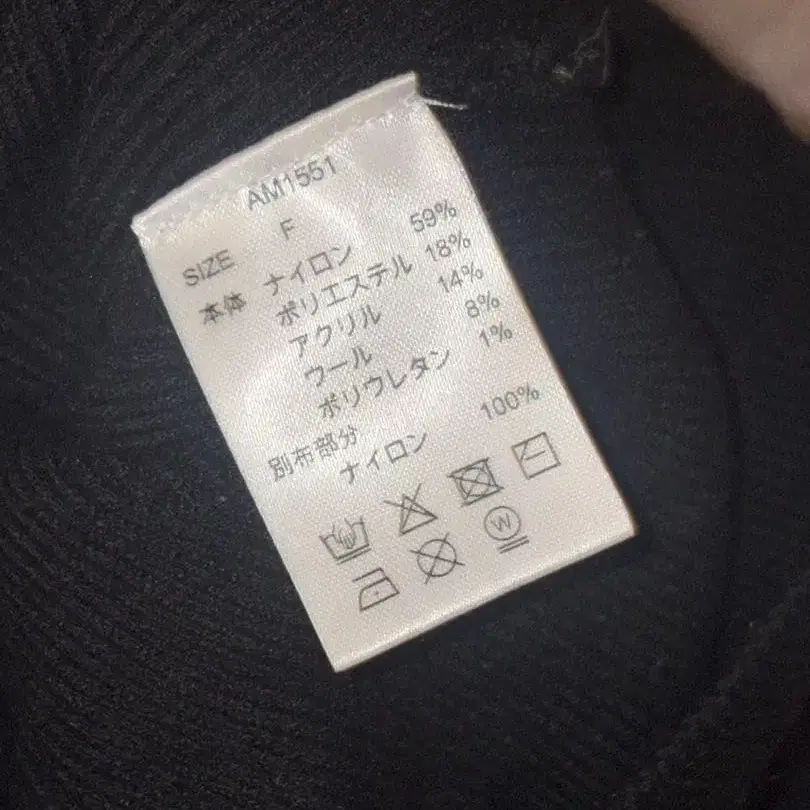 AM1551
SIZE F
本体 ナイロン 59%
ポリエステル 18%
アクリル 14%
ウール 8%
ポリウレタン 1%
別布部分
ナイロン 100%
W